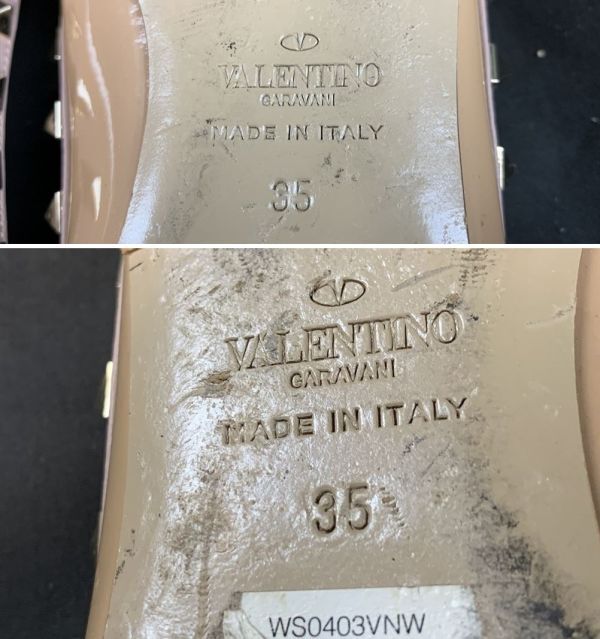 VALENTINO
GARAVANI
MADE IN ITALY
35
VALENTINO
GARAVANI
MADE IN ITALY
35
WS0403VNW